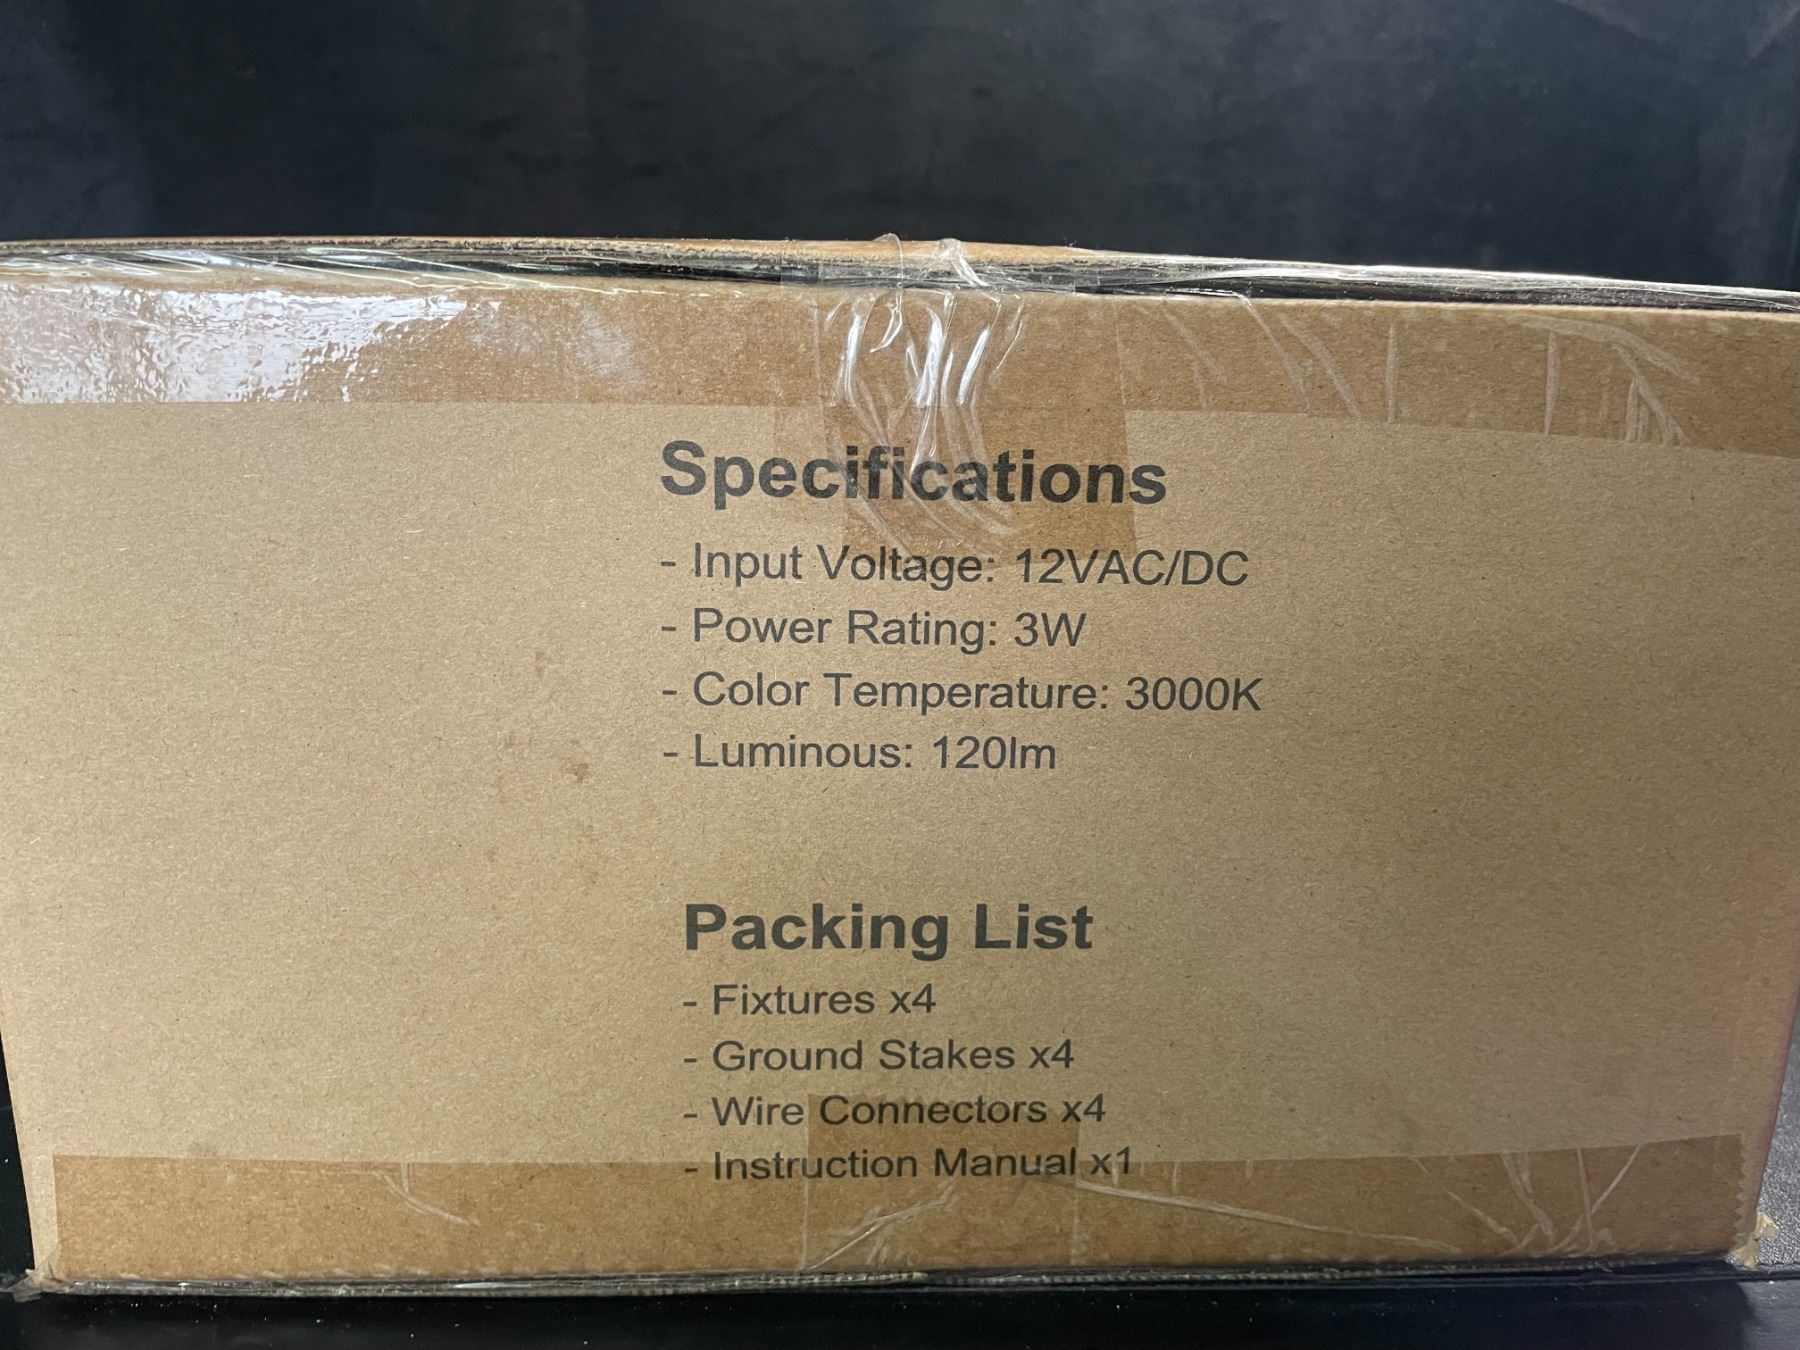 Specifications
- Input Voltage: 12VAC/DC
- Power Rating: 3W
- Color Temperature: 3000K
- Luminous: 120lm
Packing List
- Fixtures x4
- Ground Stakes x4
- Wire Connectors x4
- Instruction Manual x1